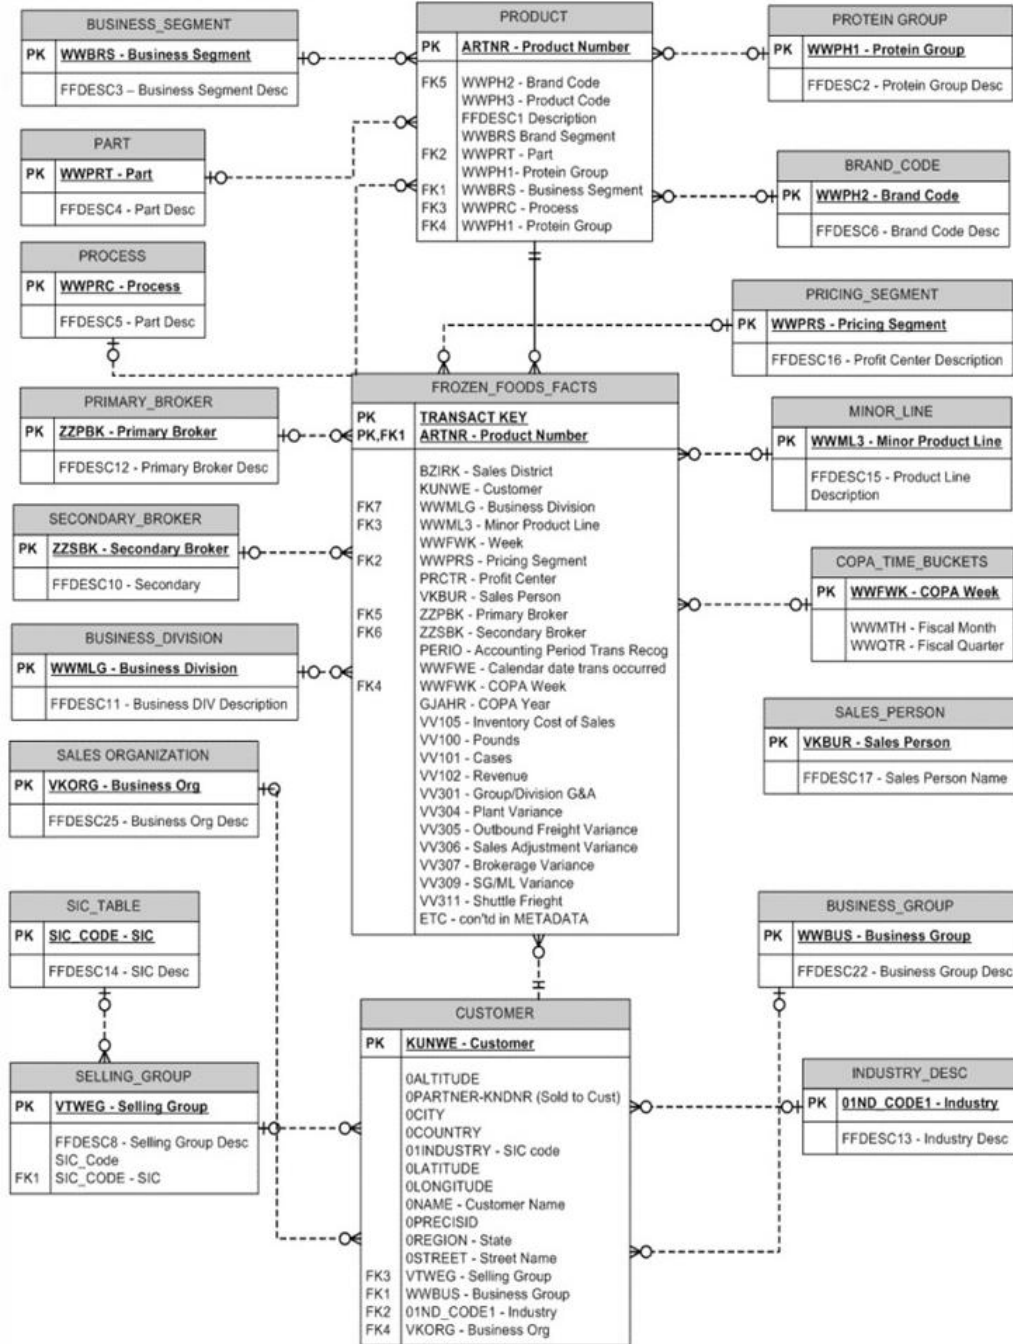 BUSINESS_SEGMENT
PK WWBRS - Business Segment
FFDESC3 – Business Segment Desc
PRODUCT
PK ARTNR - Product Number
FK5 WWPH2 - Brand Code
WWPH3 - Product Code
FFDESC1 Description
WWBRS Brand Segment
FK2 WWPRT - Part
WWPH1- Protein Group
FK1 WWBRS - Business Segment
FK3 WWPRC - Process
FK4 WWPH1 - Protein Group
PROTEIN GROUP
PK WWPH1 - Protein Group
FFDESC2 - Protein Group Desc
PART
PK WWPRT - Part
FFDESC4 - Part Desc
BRAND_CODE
PK WWPH2 - Brand Code
FFDESC6 - Brand Code Desc
PROCESS
PK WWPRC - Process
FFDESC5 - Part Desc
PRICING_SEGMENT
PK WWPRS - Pricing Segment
FFDESC16 - Profit Center Description
PRIMARY_BROKER
PK ZZPBK - Primary Broker
FFDESC12 - Primary Broker Desc
FROZEN_FOODS_FACTS
PK TRANSACT KEY
PK,FK1 ARTNR - Product Number
BZIRK - Sales District
KUNWE - Customer
FK7 WWMLG - Business Division
FK3 WWML3 - Minor Product Line
WWFWK - Week
FK2 WWPRS - Pricing Segment
PRCTR - Profit Center
VKBUR - Sales Person
FK5 ZZPBK - Primary Broker
FK6 ZZSBK - Secondary Broker
PERIO - Accounting Period Trans Recog
WWFWE - Calendar date trans occurred
FK4 WWFWK - COPA Week
GJAHR - COPA Year
VV105 - Inventory Cost of Sales
VV100 - Pounds
VV101 - Cases
VV102 - Revenue
VV301 - Group/Division G&A
VV304 - Plant Variance
VV305 - Outbound Freight Variance
VV306 - Sales Adjustment Variance
VV307 - Brokerage Variance
VV309 - SG/ML Variance
VV311 - Shuttle Frieght
ETC - con'td in METADATA
MINOR_LINE
PK WWML3 - Minor Product Line
FFDESC15 - Product Line
Description
SECONDARY_BROKER
PK ZZSBK - Secondary Broker
FFDESC10 - Secondary
COPA_TIME_BUCKETS
PK WWFWK - COPA Week
WWMTH - Fiscal Month
WWQTR - Fiscal Quarter
BUSINESS_DIVISION
PK WWMLG - Business Division
FFDESC11 - Business DIV Description
SALES_PERSON
PK VKBUR - Sales Person
FFDESC17 - Sales Person Name
SALES ORGANIZATION
PK VKORG - Business Org
FFDESC25 - Business Org Desc
SIC_TABLE
PK SIC_CODE - SIC
FFDESC14 - SIC Desc
BUSINESS_GROUP
PK WWBUS - Business Group
FFDESC22 - Business Group Desc
CUSTOMER
PK KUNWE - Customer
0ALTITUDE
0PARTNER-KNDNR (Sold to Cust)
0CITY
0COUNTRY
01INDUSTRY - SIC code
0LATITUDE
0LONGITUDE
0NAME - Customer Name
0PRECISID
0REGION - State
0STREET - Street Name
FK3 VTWEG - Selling Group
FK1 WWBUS - Business Group
FK2 01ND_CODE1 - Industry
FK4 VKORG - Business Org
SELLING_GROUP
PK VTWEG - Selling Group
FFDESC8 - Selling Group Desc
SIC_Code
FK1 SIC_CODE - SIC
INDUSTRY_DESC
PK 01ND_CODE1 - Industry
FFDESC13 - Industry Desc